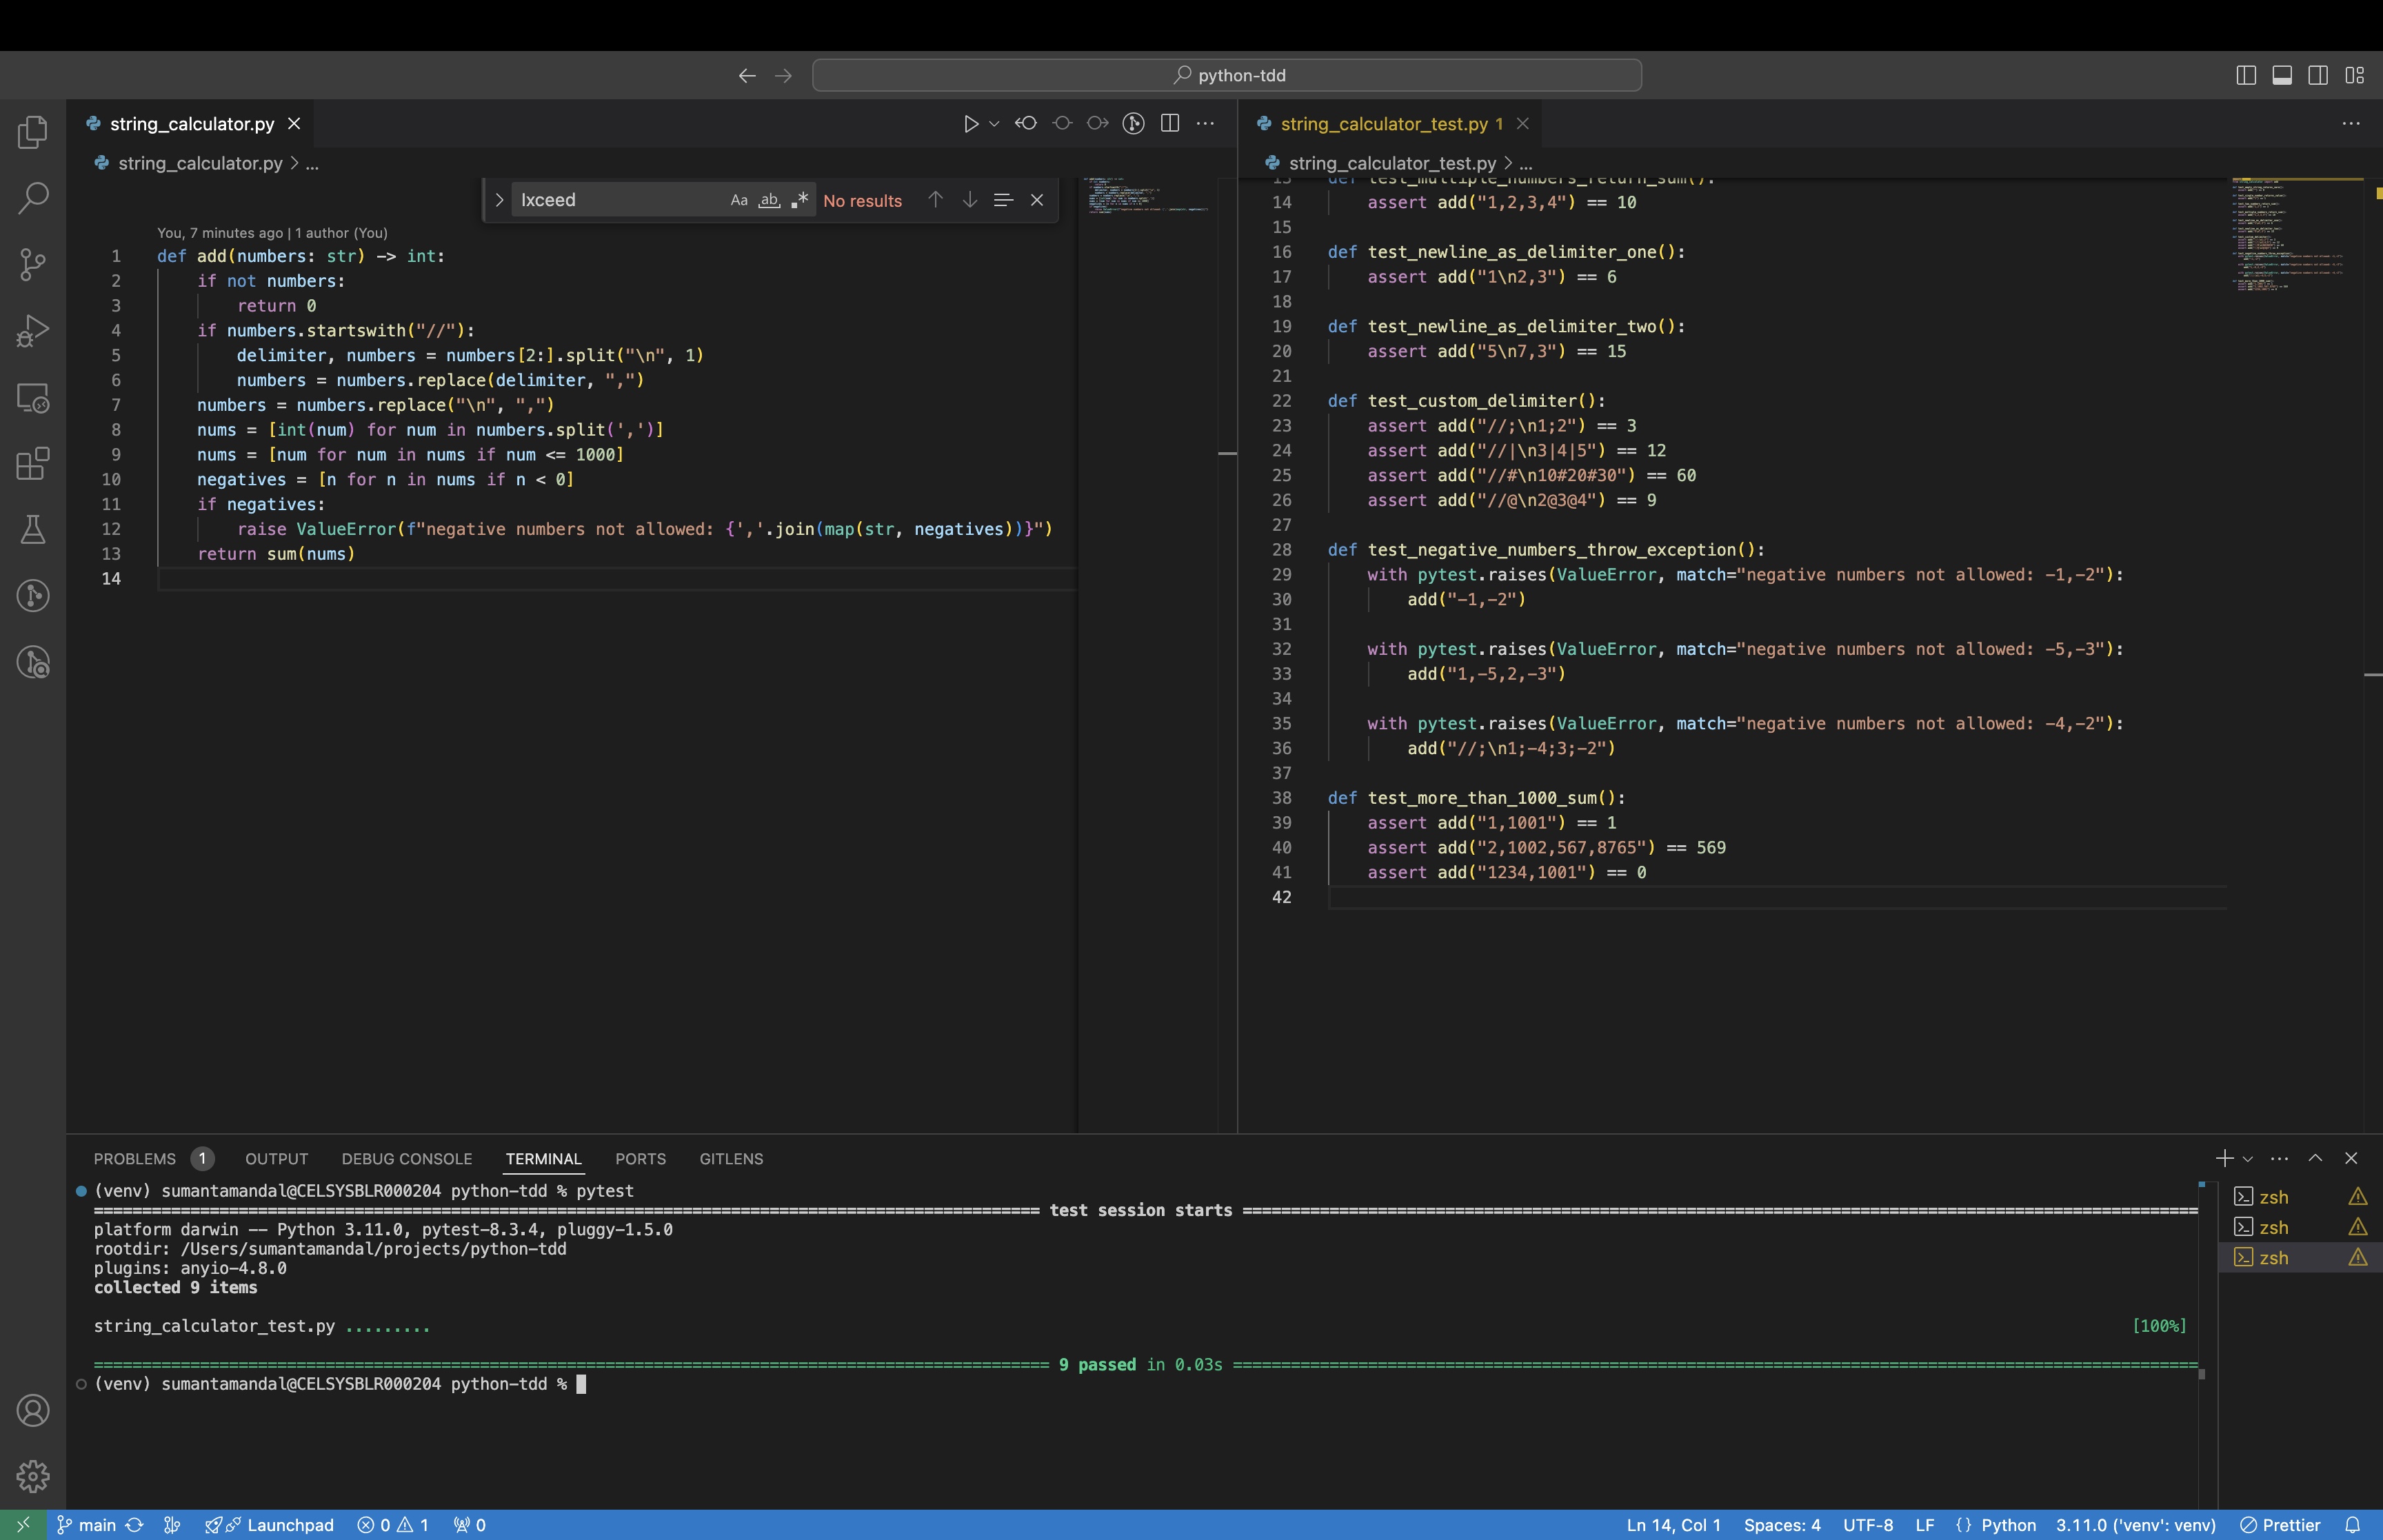 python-tdd
string_calculator.py
string_calculator.py > ...
lxceed
Aa ab No results
You, 7 minutes ago | 1 author (You)
1 def add(numbers: str) -> int:
2 if not numbers:
3 return 0
4 if numbers.startswith("//"):
5 delimiter, numbers = numbers[2:].split("\n", 1)
6 numbers = numbers.replace(delimiter, ",")
7 numbers = numbers.replace("\n", ",")
8 nums = [int(num) for num in numbers.split(',')]
9 nums = [num for num in nums if num <= 1000]
10 negatives = [n for n in nums if n < 0]
11 if negatives:
12 raise ValueError(f"negative numbers not allowed: {','.join(map(str, negatives))}")
13 return sum(nums)
14
string_calculator_test.py 1
string_calculator_test.py > ...
13 def test_multiple_numbers_return_sum():
14 assert add("1,2,3,4") == 10
15
16 def test_newline_as_delimiter_one():
17 assert add("1\n2,3") == 6
18
19 def test_newline_as_delimiter_two():
20 assert add("5\n7,3") == 15
21
22 def test_custom_delimiter():
23 assert add("//;\n1;2") == 3
24 assert add("//|\n3|4|5") == 12
25 assert add("//#\n10#20#30") == 60
26 assert add("//@\n2@3@4") == 9
27
28 def test_negative_numbers_throw_exception():
29 with pytest.raises(ValueError, match="negative numbers not allowed: -1,-2"):
30 add("-1,-2")
31
32 with pytest.raises(ValueError, match="negative numbers not allowed: -5,-3"):
33 add("1,-5,2,-3")
34
35 with pytest.raises(ValueError, match="negative numbers not allowed: -4,-2"):
36 add("//;\n1;-4;3;-2")
37
38 def test_more_than_1000_sum():
39 assert add("1,1001") == 1
40 assert add("2,1002,567,8765") == 569
41 assert add("1234,1001") == 0
42
PROBLEMS 1 OUTPUT DEBUG CONSOLE TERMINAL PORTS GITLENS
(venv) sumantamandal@CELSYSBLR000204 python-tdd % pytest
test session starts
platform darwin -- Python 3.11.0, pytest-8.3.4, pluggy-1.5.0
rootdir: /Users/sumantamandal/projects/python-tdd
plugins: anyio-4.8.0
collected 9 items
string_calculator_test.py ......... [100%]
9 passed in 0.03s
(venv) sumantamandal@CELSYSBLR000204 python-tdd %
zsh
zsh
zsh
main Launchpad 0 1 0 Ln 14, Col 1 Spaces: 4 UTF-8 LF {} Python 3.11.0 ('venv': venv) Prettier